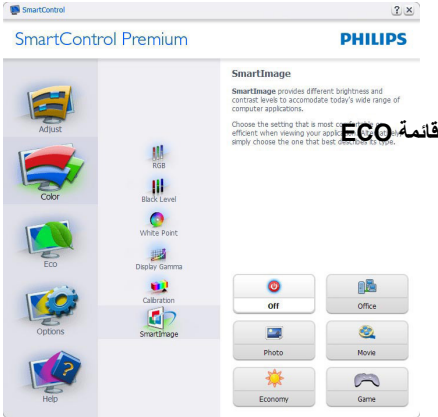 SmartControl
SmartControl Premium
PHILIPS
Adjust
Color
Eco
Options
Help
RGB
Black Level
White Point
Display Gamma
Calibration
SmartImage
SmartImage
SmartImage provides different brightness and
contrast levels to accomodate today's wide range of
computer applications.
Choose the setting that is most comfortable
efficient when viewing your application. Alternatively,
simply choose the one that best describes its type.
قائمة ECO
Off
Office
Photo
Movie
Economy
Game